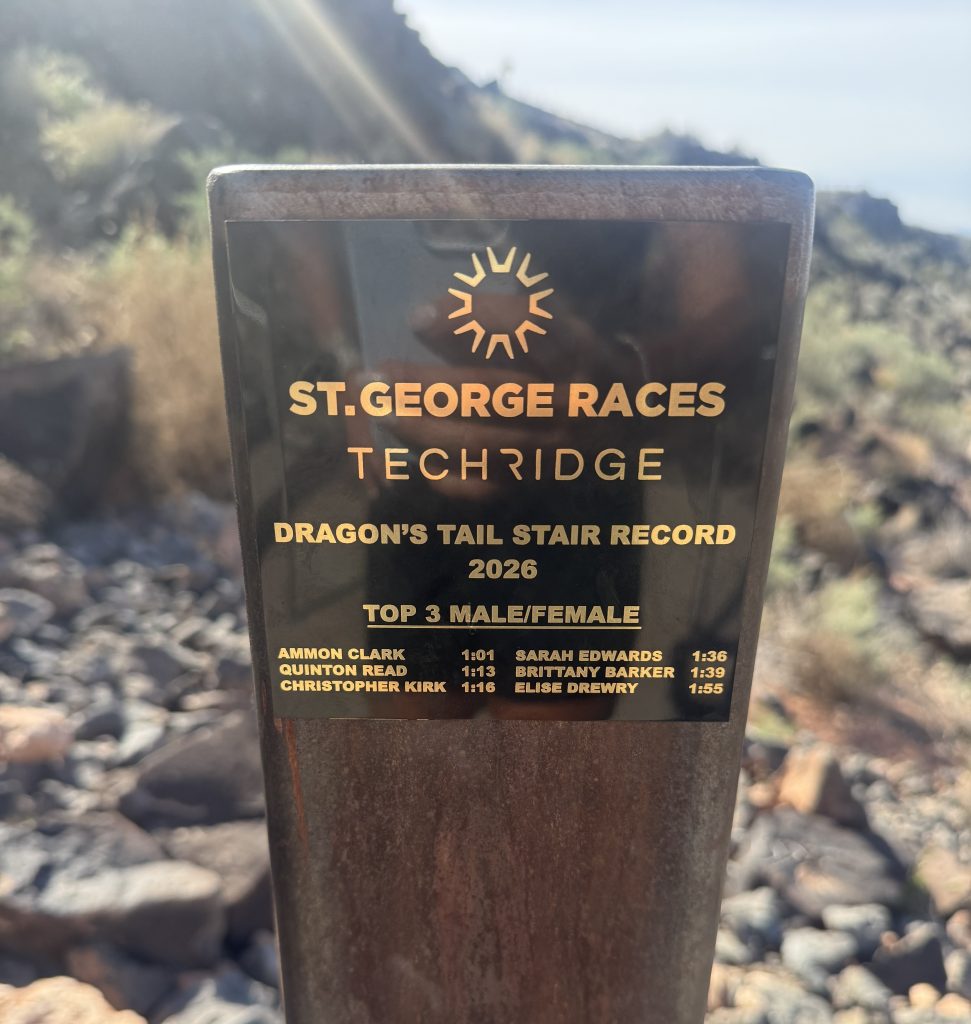 ST.GEORGE RACES
TECHRIDGE
DRAGON'S TAIL STAIR RECORD
2026
TOP 3 MALE/FEMALE
AMMON CLARK 1:01 SARAH EDWARDS 1:36
QUINTON READ 1:13 BRITTANY BARKER 1:39
CHRISTOPHER KIRK 1:16 ELISE DREWRY 1:55